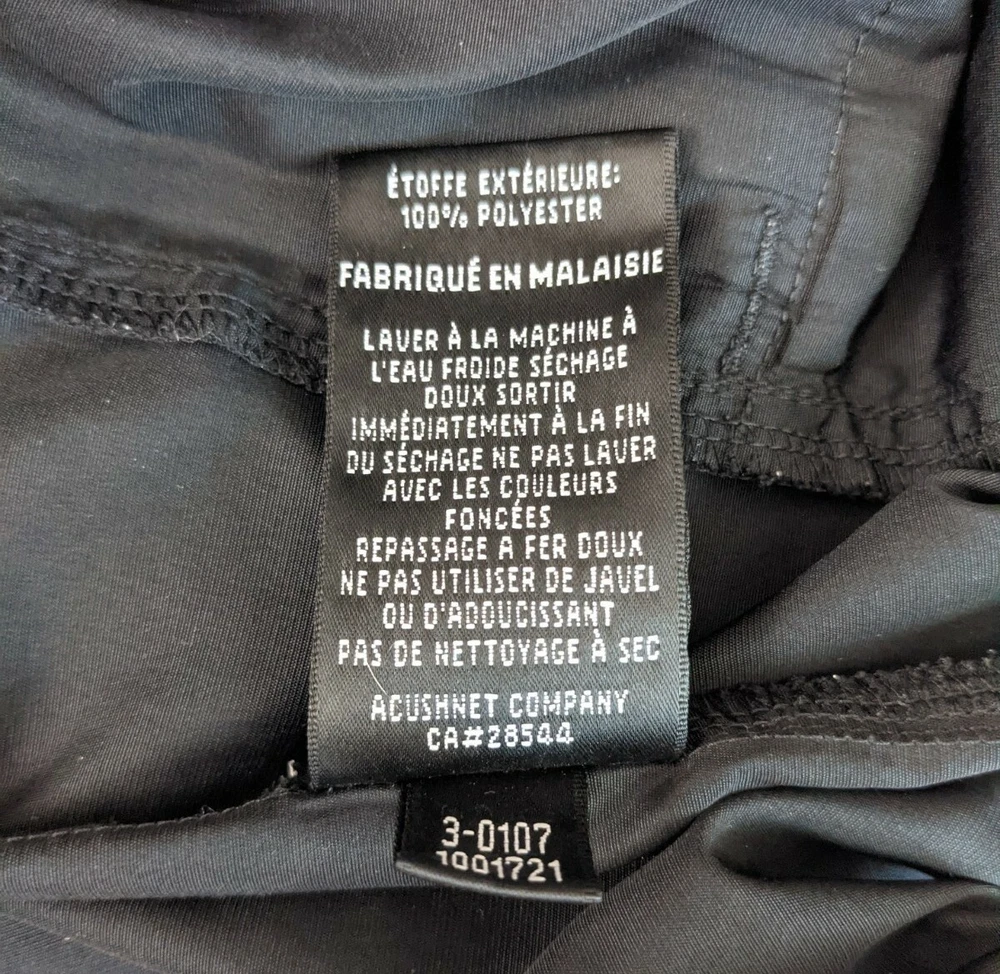 ÉTOFFE EXTÉRIEURE:
100% POLYESTER
FABRIQUÉ EN MALAISIE
LAVER À LA MACHINE À
L'EAU FROIDE SÉCHAGE
DOUX SORTIR
IMMÉDIATEMENT À LA FIN
DU SÉCHAGE NE PAS LAVER
AVEC LES COULEURS
FONCÉES
REPASSAGE A FER DOUX
NE PAS UTILISER DE JAVEL
OU D'ADOUCISSANT
PAS DE NETTOYAGE À SEC
ACUSHNET COMPANY
CA#28544
3-0107
1001721